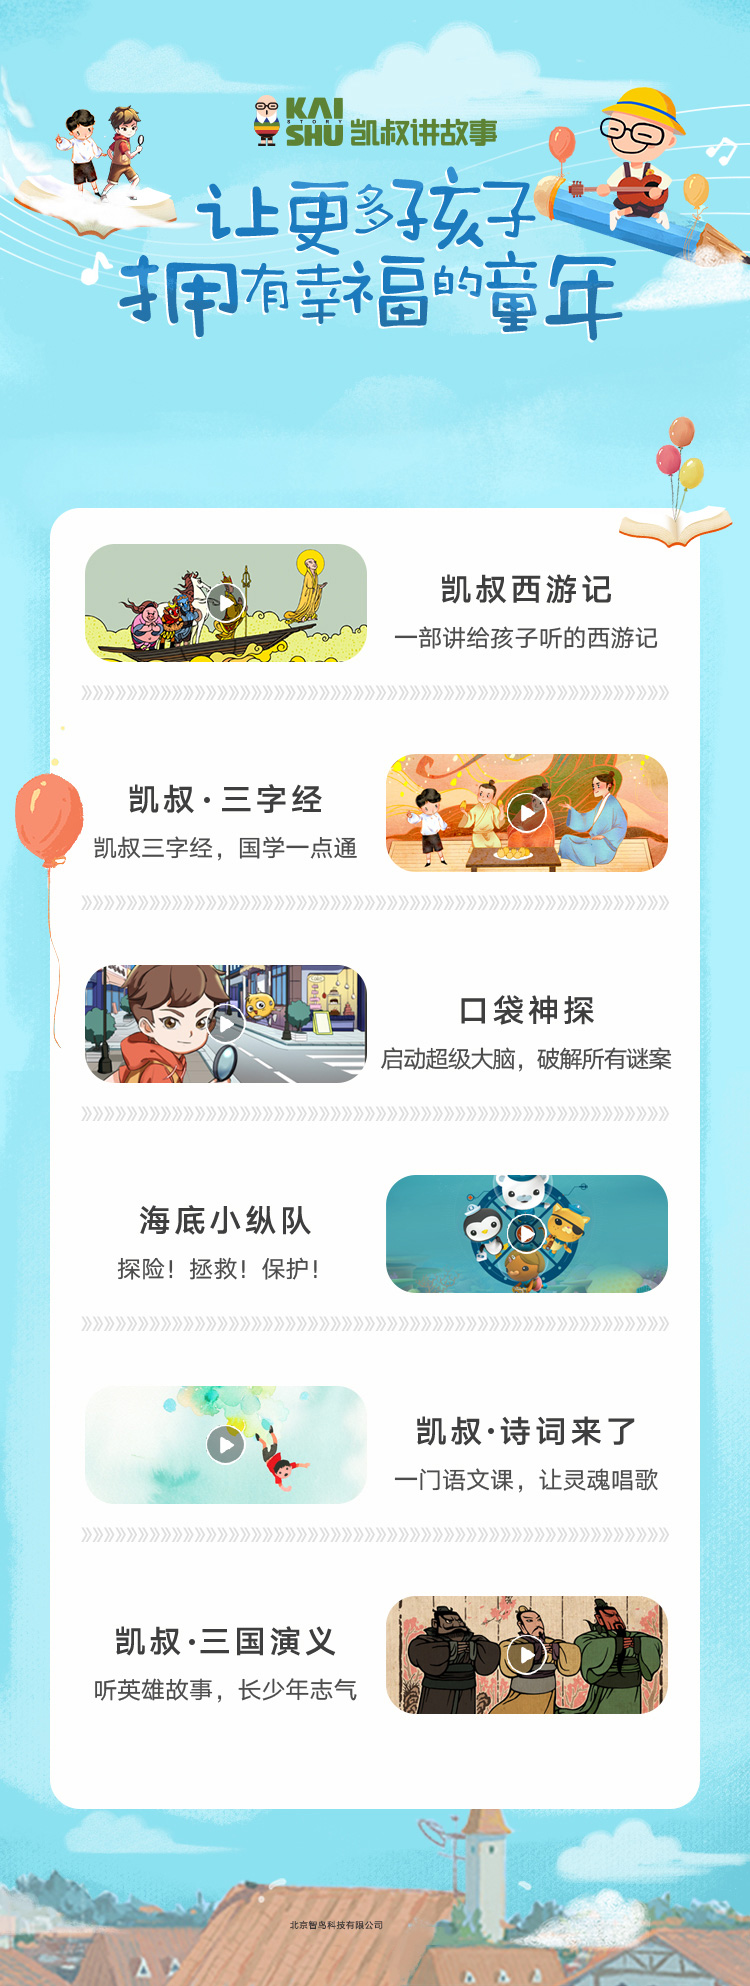 KAI
STORY
SHU 凯叔讲故事
让更多孩子
拥有幸福的童年
凯叔西游记
一部讲给孩子听的西游记
凯叔·三字经
凯叔三字经，国学一点通
口袋神探
启动超级大脑，破解所有谜案
海底小纵队
探险！拯救！保护！
凯叔·诗词来了
一门语文课，让灵魂唱歌
凯叔·三国演义
听英雄故事，长少年志气
北京智鸟科技有限公司